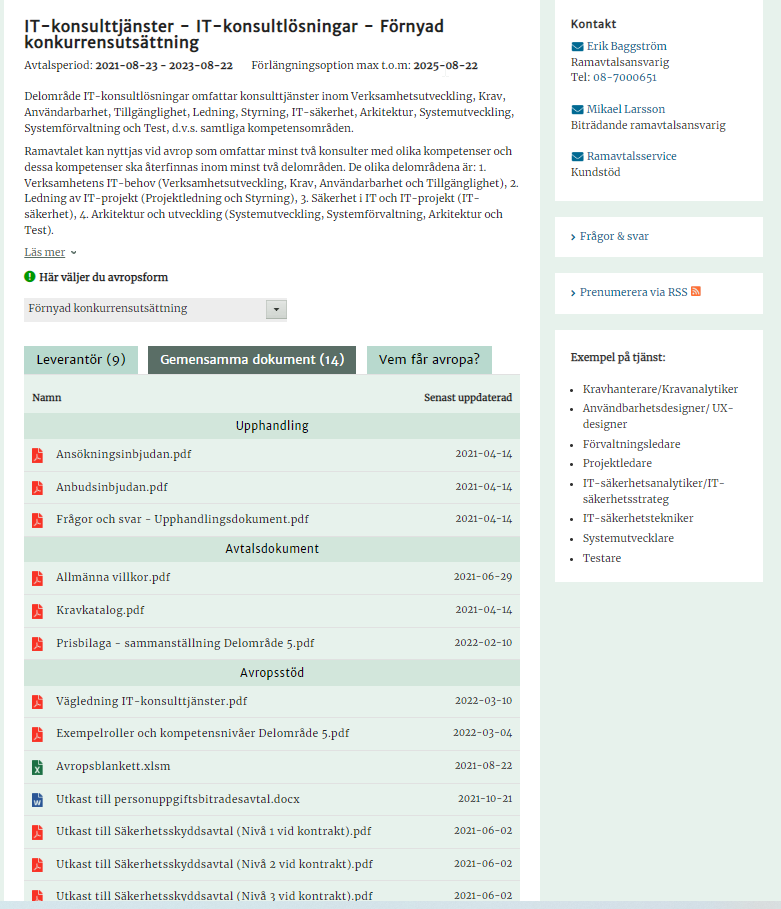 IT-konsulttjänster - IT-konsultlösningar - Förnyad
konkurrensutsättning
Avtalsperiod: 2021-08-23 - 2023-08-22 Förlängningsoption max t.o.m: 2025-08-22
Delområde IT-konsultlösningar omfattar konsulttjänster inom Verksamhetsutveckling, Krav,
Användarbarhet, Tillgänglighet, Ledning, Styrning, IT-säkerhet, Arkitektur, Systemutveckling,
Systemförvaltning och Test, d.v.s. samtliga kompetensområden.
Ramavtalet kan nyttjas vid avrop som omfattar minst två konsulter med olika kompetenser och
dessa kompetenser ska återfinnas inom minst två delområden. De olika delområdena är: 1.
Verksamhetens IT-behov (Verksamhetsutveckling, Krav, Användarbarhet och Tillgänglighet), 2.
Ledning av IT-projekt (Projektledning och Styrning), 3. Säkerhet i IT och IT-projekt (IT-
säkerhet), 4. Arkitektur och utveckling (Systemutveckling, Systemförvaltning, Arkitektur och
Test).
Läs mer
Här väljer du avropsform
Förnyad konkurrensutsättning
Leverantör (9) Gemensamma dokument (14) Vem får avropa?
Namn Senast uppdaterad
Upphandling
Ansökningsinbjudan.pdf 2021-04-14
Anbudsinbjudan.pdf 2021-04-14
Frågor och svar - Upphandlingsdokument.pdf 2021-04-14
Avtalsdokument
Allmänna villkor.pdf 2021-06-29
Kravkatalog.pdf 2021-04-14
Prisbilaga - sammanställning Delområde 5.pdf 2022-02-10
Avropsstöd
Vägledning IT-konsulttjänster.pdf 2022-03-10
Exempelroller och kompetensnivåer Delområde 5.pdf 2022-03-04
Avropsblankett.xlsm 2021-08-22
Utkast till personuppgiftsbitradesavtal.docx 2021-10-21
Utkast till Säkerhetsskyddsavtal (Nivå 1 vid kontrakt).pdf 2021-06-02
Utkast till Säkerhetsskyddsavtal (Nivå 2 vid kontrakt).pdf 2021-06-02
Utkast till Säkerhetsskyddsavtal (Nivå 3 vid kontrakt).pdf 2021-06-02
Kontakt
Erik Baggström
Ramavtalsansvarig
Tel: 08-7000651
Mikael Larsson
Biträdande ramavtalsansvarig
Ramavtalsservice
Kundstöd
Frågor & svar
Prenumerera via RSS
Exempel på tjänst:
Kravhanterare/Kravanalytiker
Användbarhetsdesigner/ UX-
designer
Förvaltningsledare
Projektledare
IT-säkerhetsanalytiker/IT-
säkerhetsstrateg
IT-säkerhetstekniker
Systemutvecklare
Testare